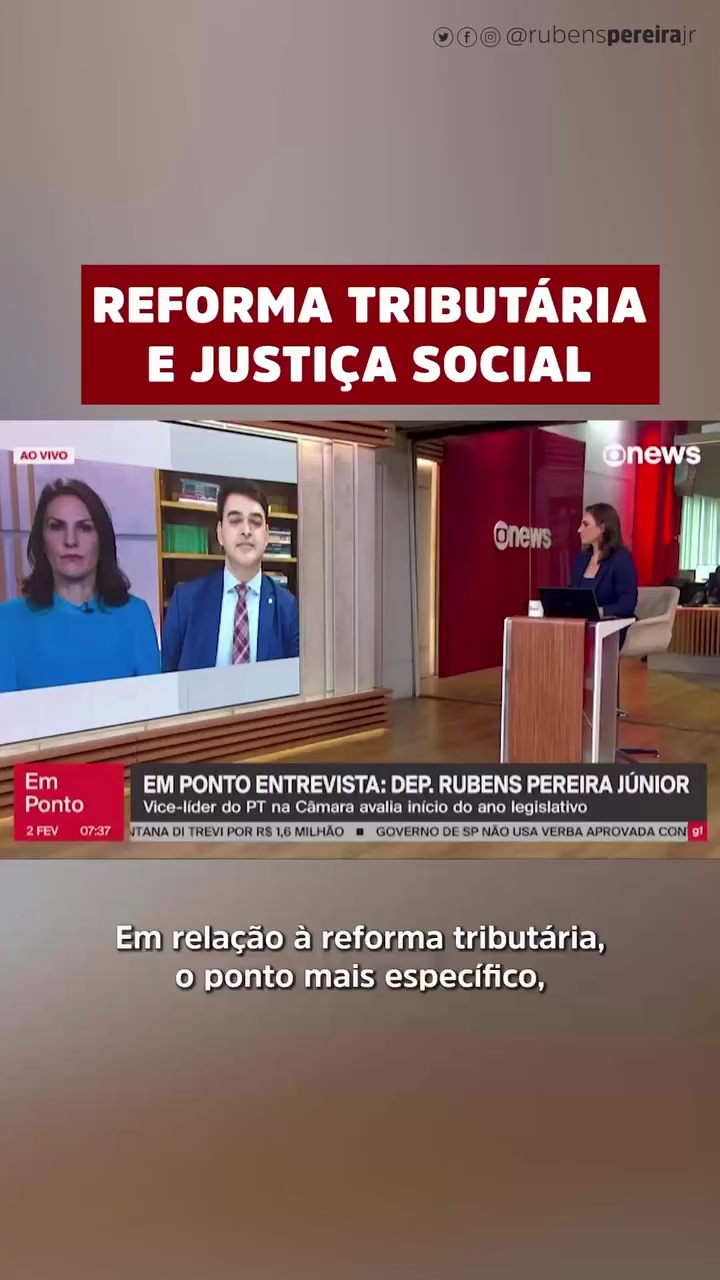 @rubenspereirajr
REFORMA TRIBUTÁRIA
E JUSTIÇA SOCIAL
AO VIVO
news
news
Em
Ponto
EM PONTO ENTREVISTA: DEP. RUBENS PEREIRA JÚNIOR
Vice-líder do PT na Câmara avalia início do ano legislativo
2 FEV 07:37
NTANA DI TREVI POR R$ 1,6 MILHÃO ■ GOVERNO DE SP NÃO USA VERBA APROVADA CON
g1
Em relação à reforma tributária,
o ponto mais específico,